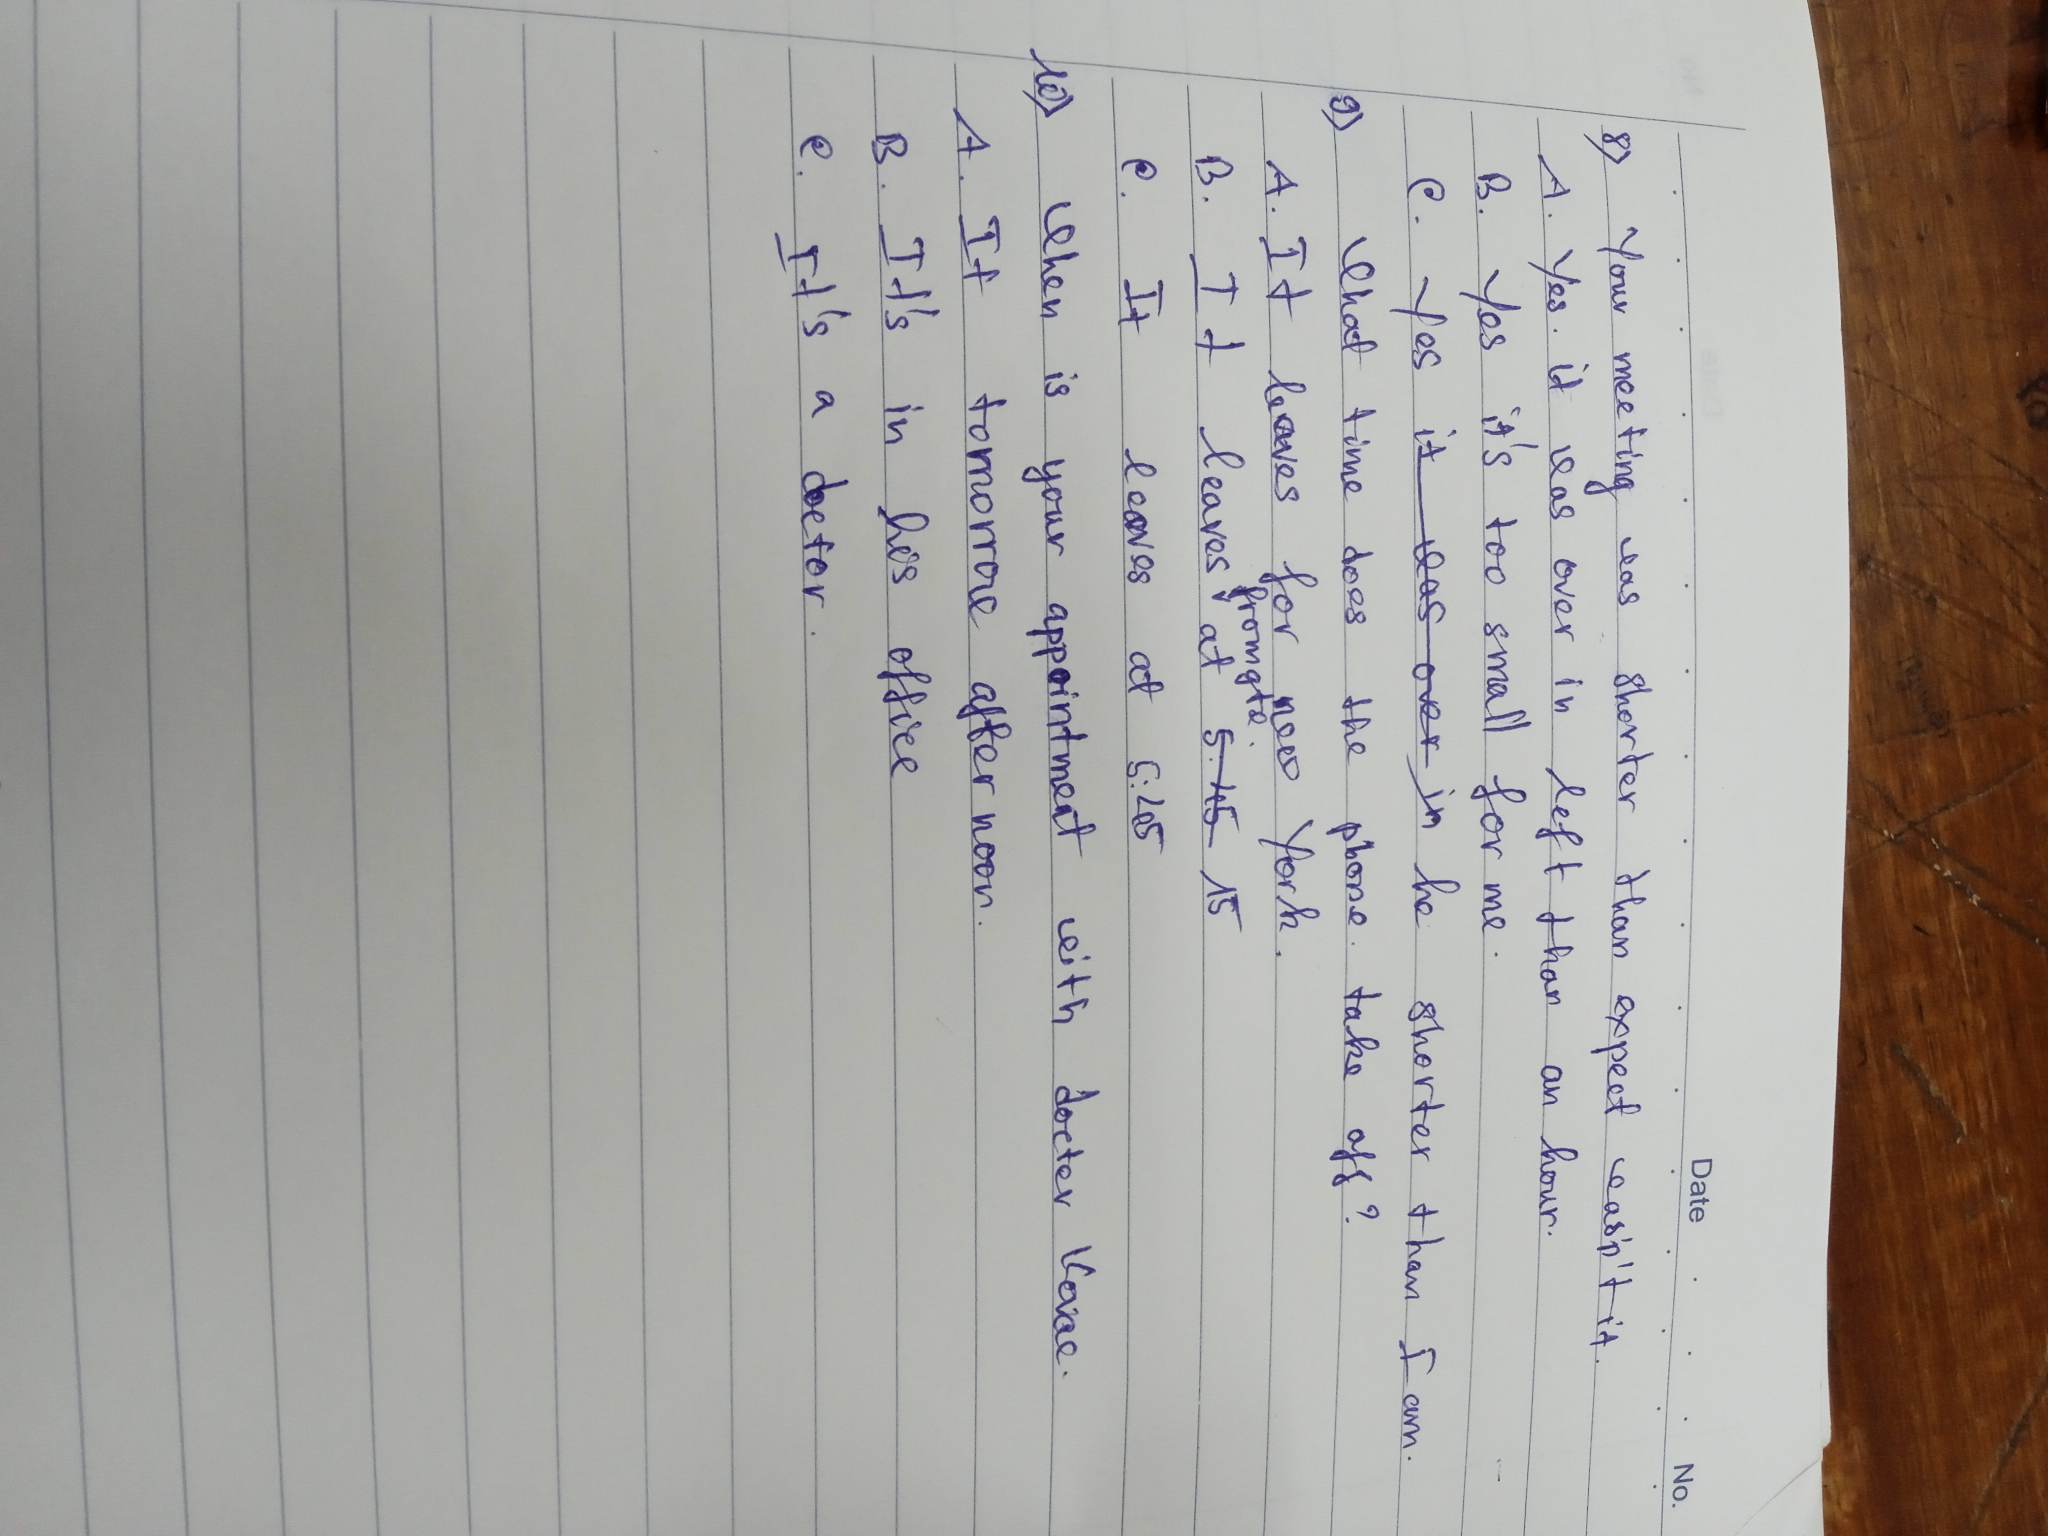 Date
No.
8) Your meeting was shorter than expect wasn't it.
A. Yes. it was over in left than an hour.
B. Yes it's too small for me.
C. Yes it was over in he shorter than I am.
9) What time does the phone take off?
A. It leaves for new York.
B. It leaves from gte. at 5:45 15
C. It leaves at 5:45
10) When is your appointment with docter
A. It tomorrow after noon.
B. It's in his office
C. It's a doctor.